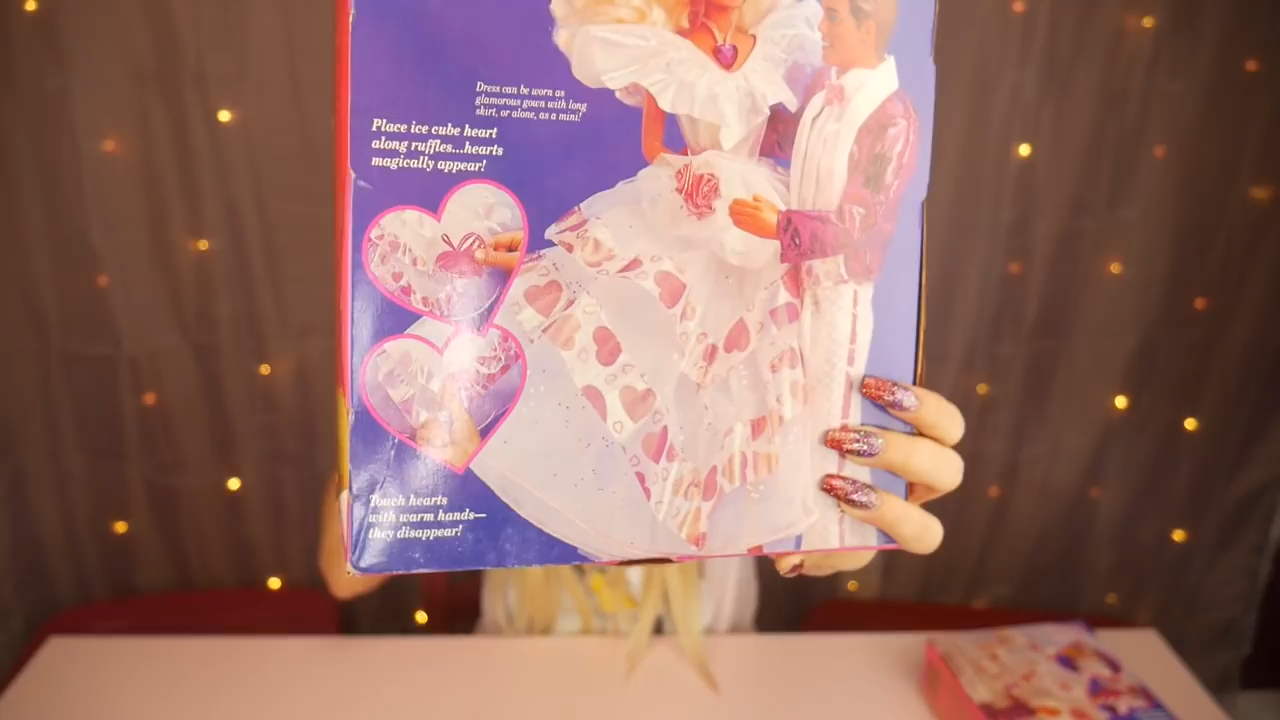 Dress can be worn as
glamorous gown with long
skirt, or alone, as a mini!
Place ice cube heart
along ruffles...hearts
magically appear!
Touch hearts
with warm hands—
they disappear!